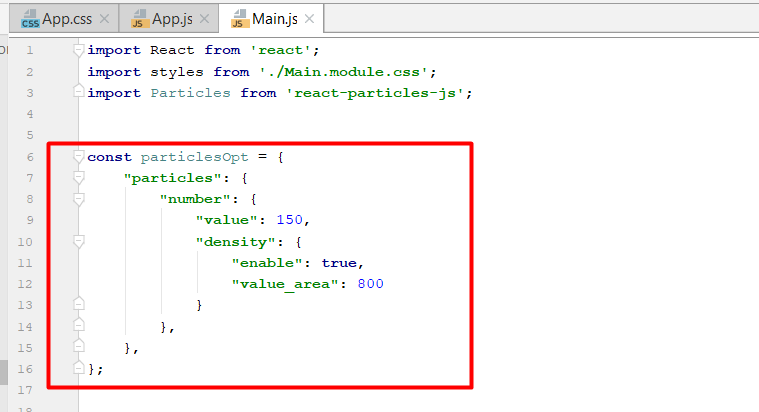 App.css App.js Main.js
1 import React from 'react';
2 import styles from './Main.module.css';
3 import Particles from 'react-particles-js';
4
5
6 const particlesOpt = {
7 "particles": {
8 "number": {
9 "value": 150,
10 "density": {
11 "enable": true,
12 "value_area": 800
13 }
14 },
15 },
16 };
17